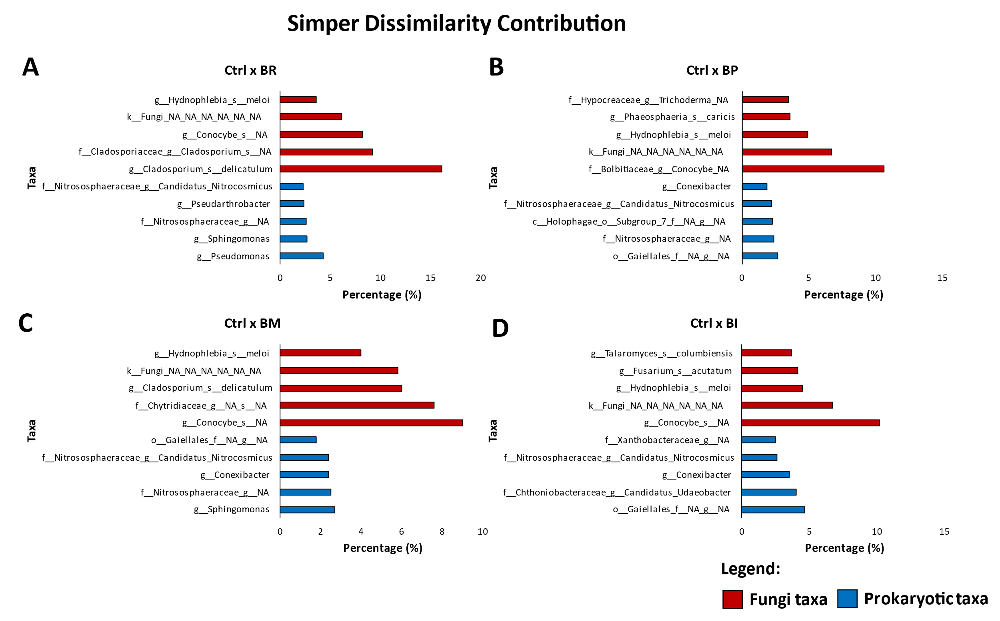 Simper Dissimilarity Contribution
A
Ctrl x BR
g__Hydnophlebia_s__meloi
k__Fungi_NA_NA_NA_NA_NA_NA
g__Conocybe_s__NA
f__Cladosporiaceae_g__Cladosporium_s__NA
g__Cladosporium_s__delicatulum
f__Nitrososphaeraceae_g__Candidatus_Nitrocosmicus
g__Pseudarthrobacter
f__Nitrososphaeraceae_g__NA
g__Sphingomonas
g__Pseudomonas
Taxa
0 5 10 15 20
Percentage (%)
B
Ctrl x BP
f__Hypocreaceae_g__Trichoderma_NA
g__Phaeosphaeria_s__caricis
g__Hydnophlebia_s__meloi
k__Fungi_NA_NA_NA_NA_NA_NA
f__Bolbitiaceae_g__Conocybe_NA
g__Conexibacter
f__Nitrososphaeraceae_g__Candidatus_Nitrocosmicus
c__Holophagae_o__Subgroup_7_f__NA_g__NA
f__Nitrososphaeraceae_g__NA
o__Gaiellales_f__NA_g__NA
Taxa
0 5 10 15
Percentage (%)
C
Ctrl x BM
g__Hydnophlebia_s__meloi
k__Fungi_NA_NA_NA_NA_NA_NA
g__Cladosporium_s__delicatulum
f__Chytridiaceae_g__NA_s__NA
g__Conocybe_s__NA
o__Gaiellales_f__NA_g__NA
f__Nitrososphaeraceae_g__Candidatus_Nitrocosmicus
g__Conexibacter
f__Nitrososphaeraceae_g__NA
g__Sphingomonas
Taxa
0 2 4 6 8 10
Percentage (%)
D
Ctrl x BI
g__Talaromyces_s__columbiensis
g__Fusarium_s__acutatum
g__Hydnophlebia_s__meloi
k__Fungi_NA_NA_NA_NA_NA_NA
g__Conocybe_s__NA
f__Xanthobacteraceae_g__NA
f__Nitrososphaeraceae_g__Candidatus_Nitrocosmicus
g__Conexibacter
f__Chthoniobacteraceae_g__Candidatus_Udaeobacter
o__Gaiellales_f__NA_g__NA
Taxa
0 5 10 15
Percentage (%)
Legend:
Fungi taxa Prokaryotic taxa